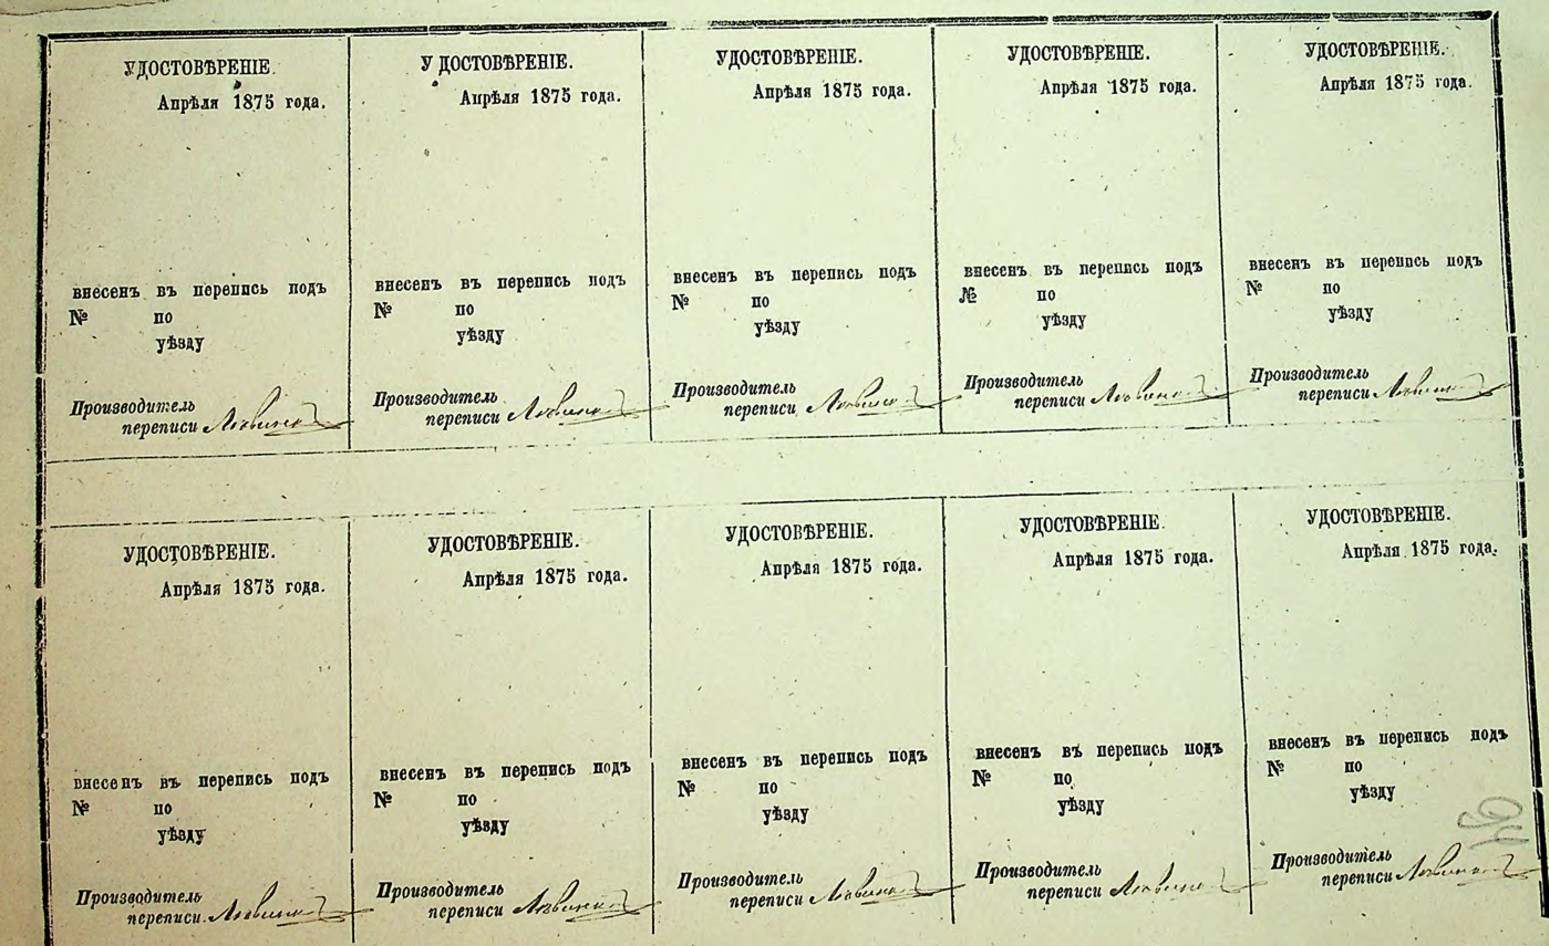 УДОСТОВѢРЕНІЕ.
Апрѣля 1875 года.
внесенъ въ перепись подъ
№ по
уѣзду
Производитель
переписи
У ДОСТОВѢРЕНІЕ.
Апрѣля 1875 года.
внесенъ въ перепись подъ
№ по
уѣзду
Производитель
переписи
УДОСТОВѢРЕНІЕ.
Апрѣля 1875 года.
внесенъ въ перепись подъ
№ по
уѣзду
Производитель
переписи
УДОСТОВѢРЕНІЕ.
Апрѣля 1875 года.
внесенъ въ перепись подъ
№ по
уѣзду
Производитель
переписи
УДОСТОВѢРЕНІЕ.
Апрѣля 1875 года.
внесенъ въ перепись подъ
№ по
уѣзду
Производитель
переписи
УДОСТОВѢРЕНІЕ.
Апрѣля 1875 года.
внесенъ въ перепись подъ
№ по
уѣзду
Производитель
переписи
УДОСТОВѢРЕНІЕ.
Апрѣля 1875 года.
внесенъ въ перепись подъ
№ по
уѣзду
Производитель
переписи
УДОСТОВѢРЕНІЕ.
Апрѣля 1875 года.
внесенъ въ перепись подъ
№ по
уѣзду
Производитель
переписи
УДОСТОВѢРЕНІЕ.
Апрѣля 1875 года.
внесенъ въ перепись подъ
№ по
уѣзду
Производитель
переписи
УДОСТОВѢРЕНІЕ.
Апрѣля 1875 года.
внесенъ въ перепись подъ
№ по
уѣзду
Производитель
переписи